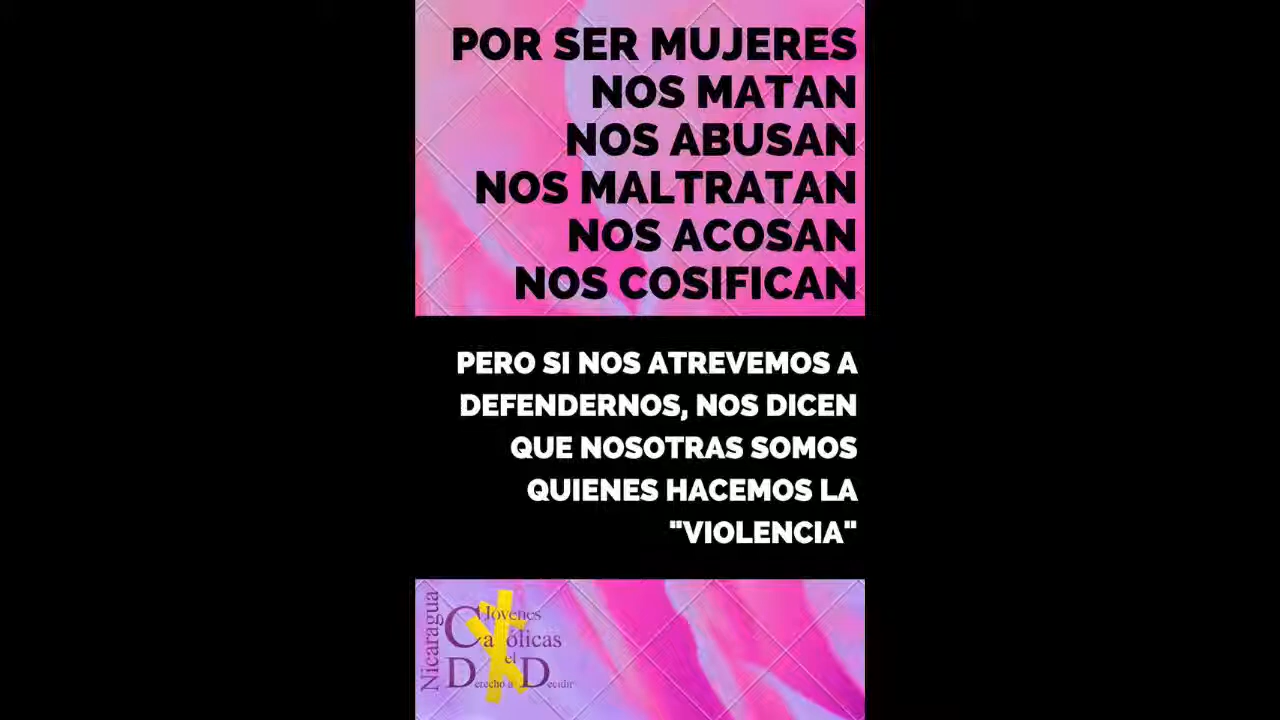 POR SER MUJERES
NOS MATAN
NOS ABUSAN
NOS MALTRATAN
NOS ACOSAN
NOS COSIFICAN
PERO SI NOS ATREVEMOS A
DEFENDERNOS, NOS DICEN
QUE NOSOTRAS SOMOS
QUIENES HACEMOS LA
"VIOLENCIA"
Nicaragua
Jóvenes
Católicas
el
Derecho a Decidir